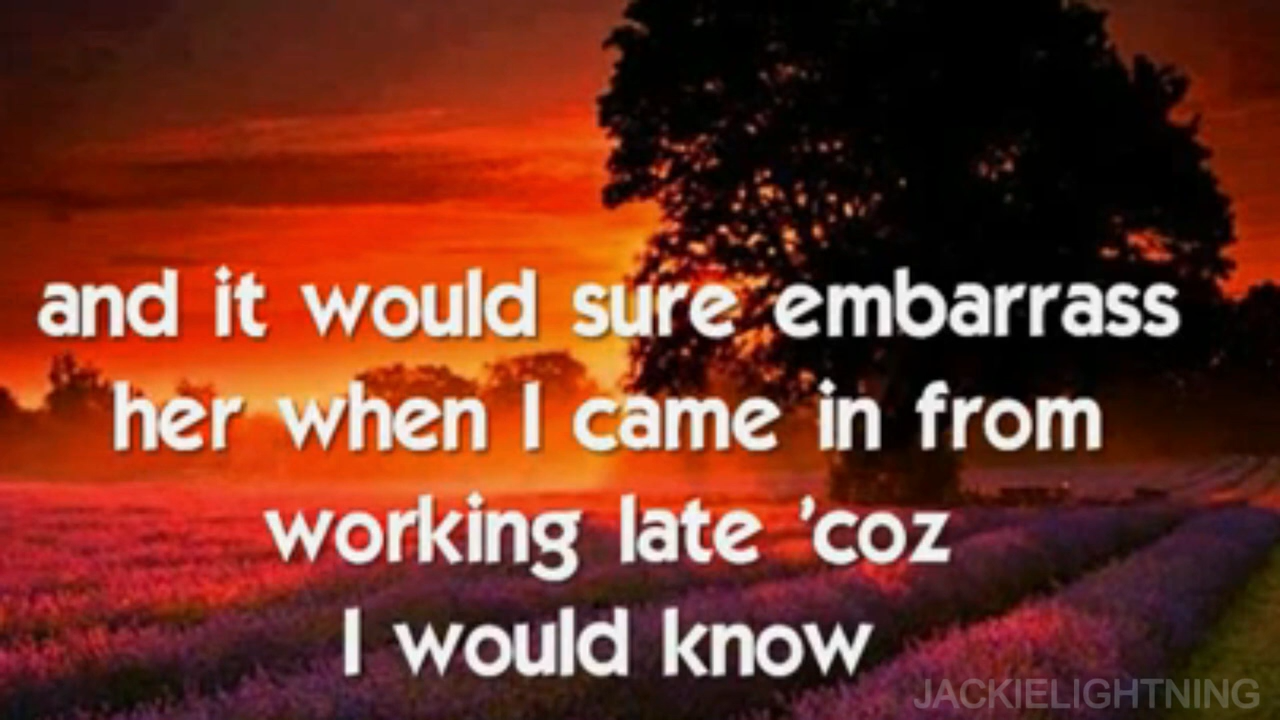 and it would sure embarrass
her when I came in from
working late 'coz
I would know
JACKIELIGHTNING